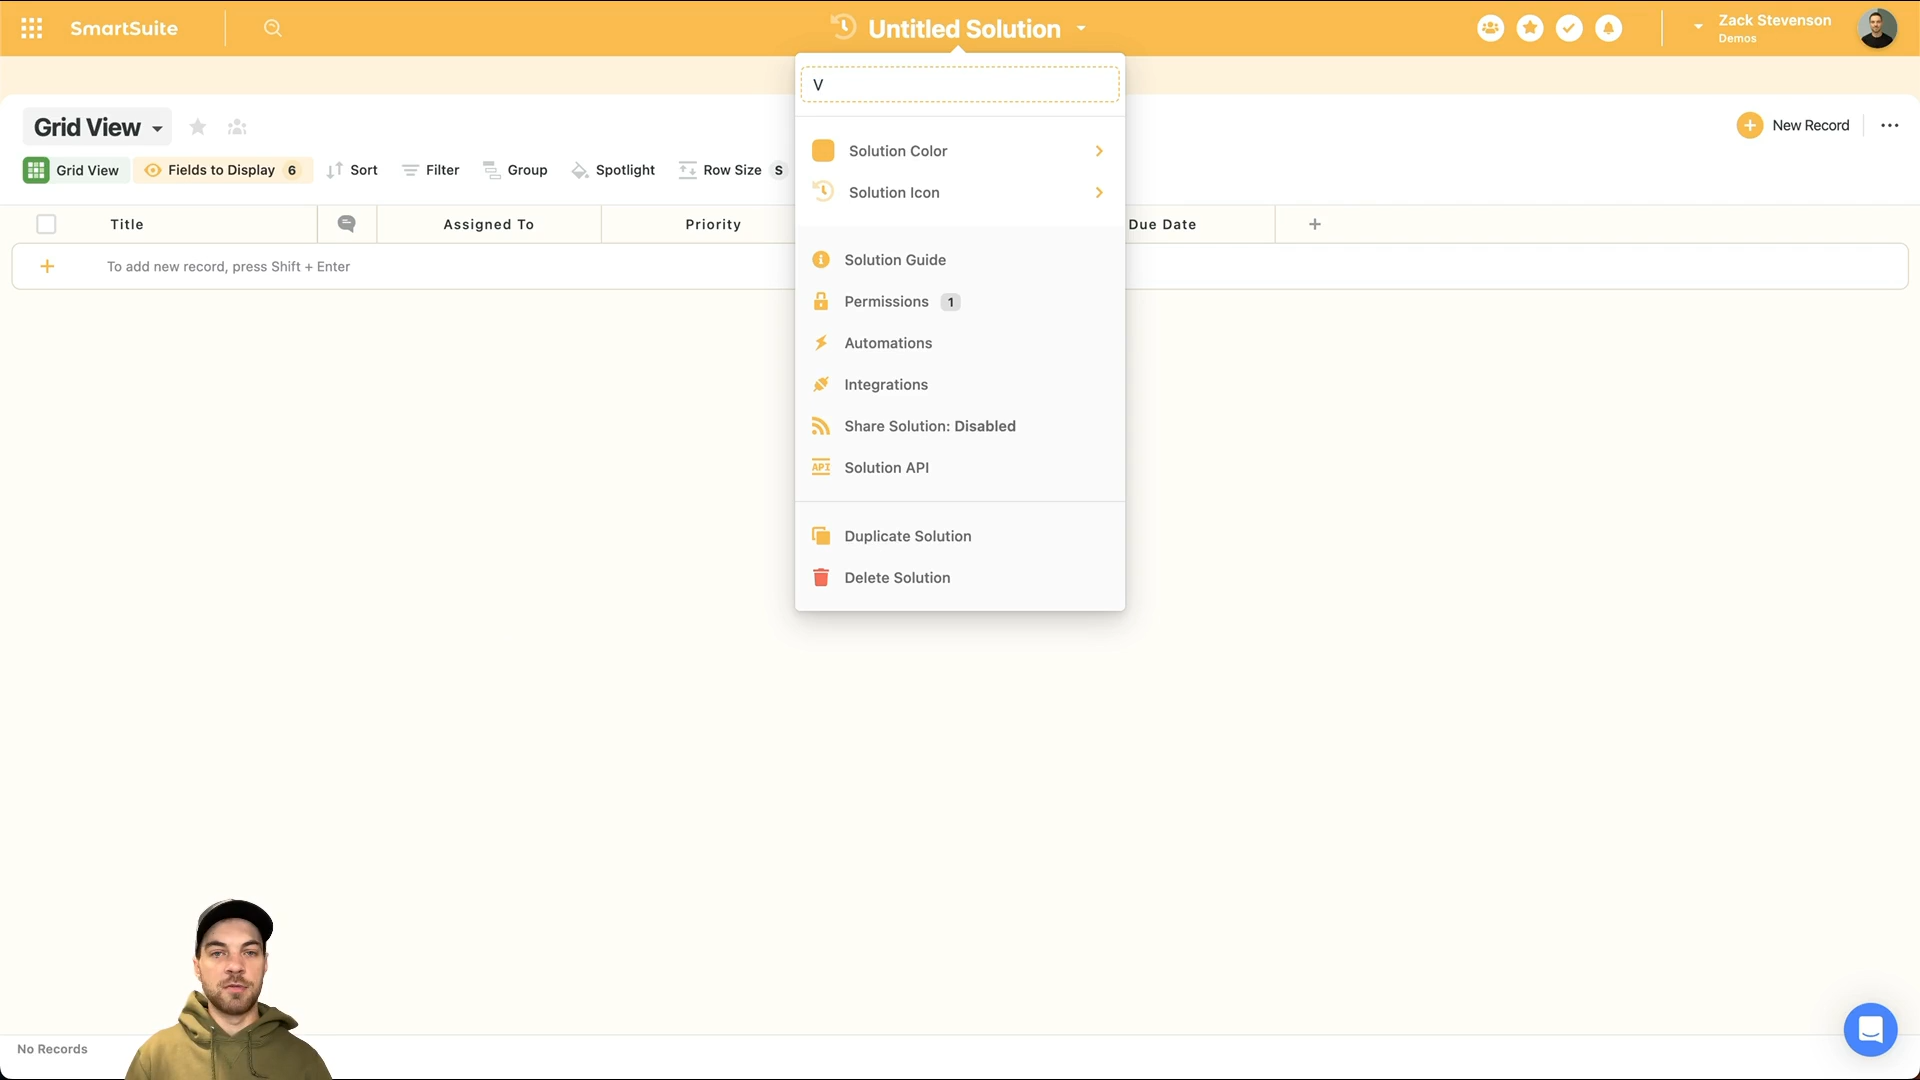 SmartSuite
Untitled Solution
Zack Stevenson
Demos
V
Grid View
New Record
Grid View
Fields to Display 6
Sort
Filter
Group
Spotlight
Row Size S
Solution Color
Solution Icon
Title
Assigned To
Priority
Due Date
To add new record, press Shift + Enter
Solution Guide
Permissions 1
Automations
Integrations
Share Solution: Disabled
API Solution API
Duplicate Solution
Delete Solution
No Records